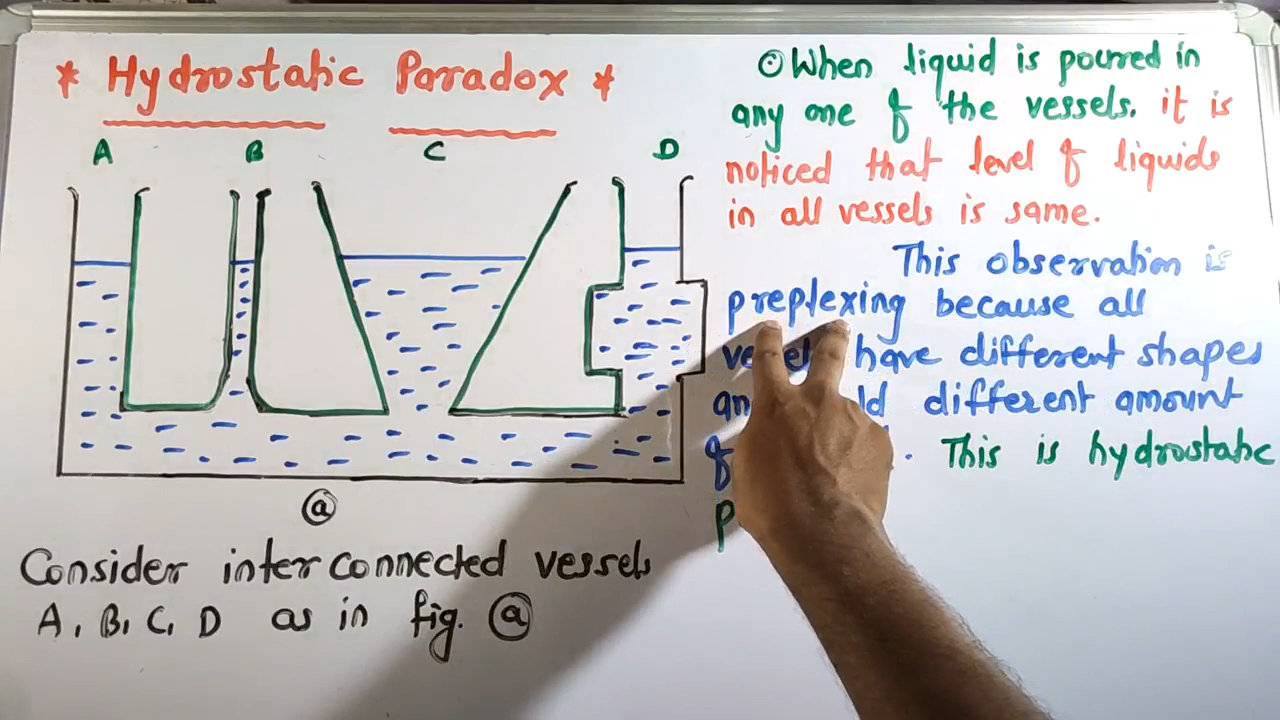 * Hydrostatic Paradox *
A B C D
ⓐ
Consider interconnected vessels
A, B, C, D as in fig. ⓐ
⊙When liquid is poured in
any one of the vessels. it is
noticed that level of liquids
in all vessels is same.
This observation is
preplexing because all
have different shapes
different amount
This is hydrostatic